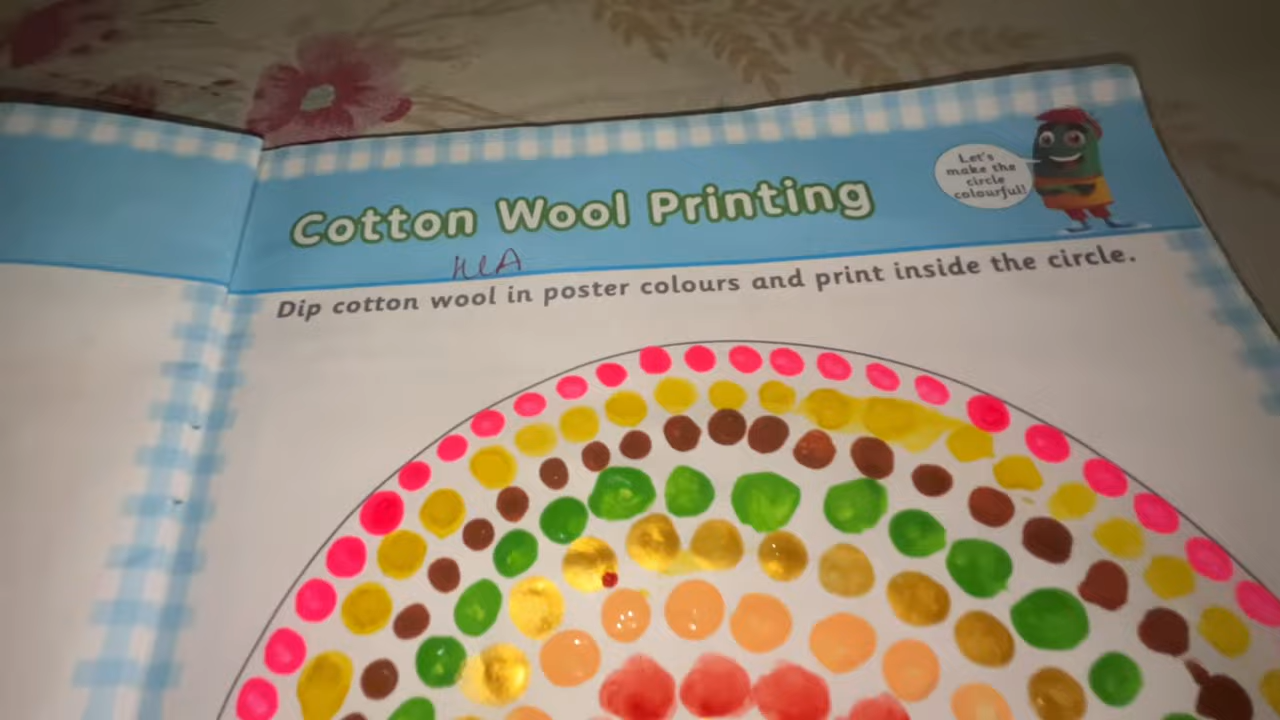 Let's
make the
circle
colourful!
Cotton Wool Printing
Dip cotton wool in poster colours and print inside the circle.